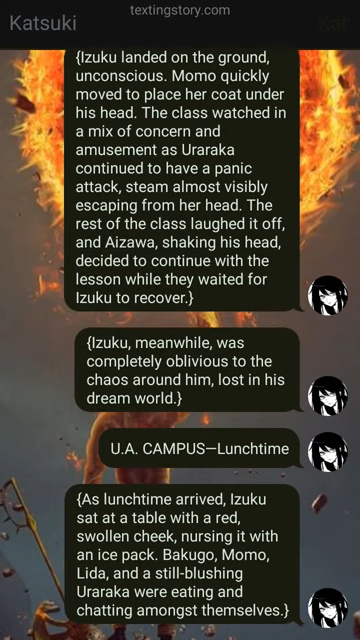 textingstory.com
Katsuki
{Izuku landed on the ground,
unconscious. Momo quickly
moved to place her coat under
his head. The class watched in
a mix of concern and
amusement as Uraraka
continued to have a panic
attack, steam almost visibly
escaping from her head. The
rest of the class laughed it off,
and Aizawa, shaking his head,
decided to continue with the
lesson while they waited for
Izuku to recover.}
{Izuku, meanwhile, was
completely oblivious to the
chaos around him, lost in his
dream world.}
U.A. CAMPUS—Lunchtime
{As lunchtime arrived, Izuku
sat at a table with a red,
swollen cheek, nursing it with
an ice pack. Bakugo, Momo,
Lida, and a still-blushing
Uraraka were eating and
chatting amongst themselves.}